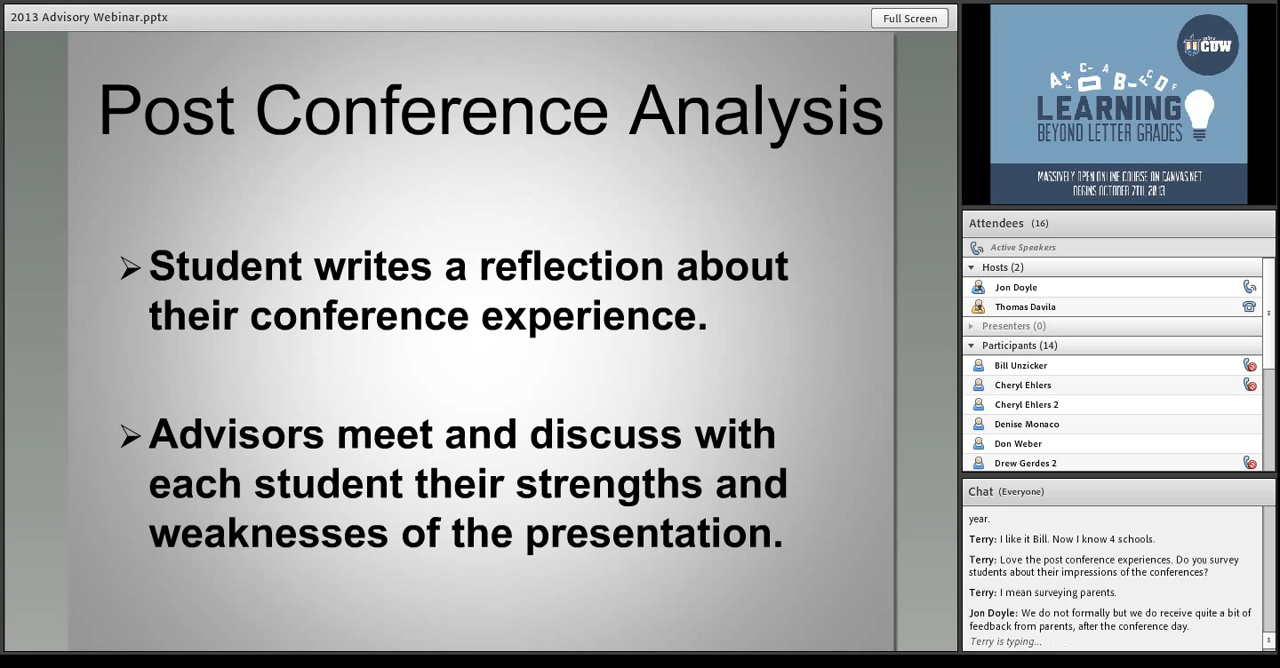 2013 Advisory Webinar.pptx
Full Screen
Post Conference Analysis
Student writes a reflection about
their conference experience.
Advisors meet and discuss with
each student their strengths and
weaknesses of the presentation.
CUW
A+ C- A B- F C D F
LEARNING
BEYOND LETTER GRADES
MASSIVELY OPEN ONLINE COURSE ON CANVAS.NET
BEGINS OCTOBER 7TH, 2013
Attendees (16)
Active Speakers
Hosts (2)
Jon Doyle
Thomas Davila
Presenters (0)
Participants (14)
Bill Unzicker
Cheryl Ehlers
Cheryl Ehlers 2
Denise Monaco
Don Weber
Drew Gerdes 2
Chat (Everyone)
year.
Terry: I like it Bill. Now I know 4 schools.
Terry: Love the post conference experiences. Do you survey
students about their impressions of the conferences?
Terry: I mean surveying parents.
Jon Doyle: We do not formally but we do receive quite a bit of
feedback from parents, after the conference day.
Terry is typing...